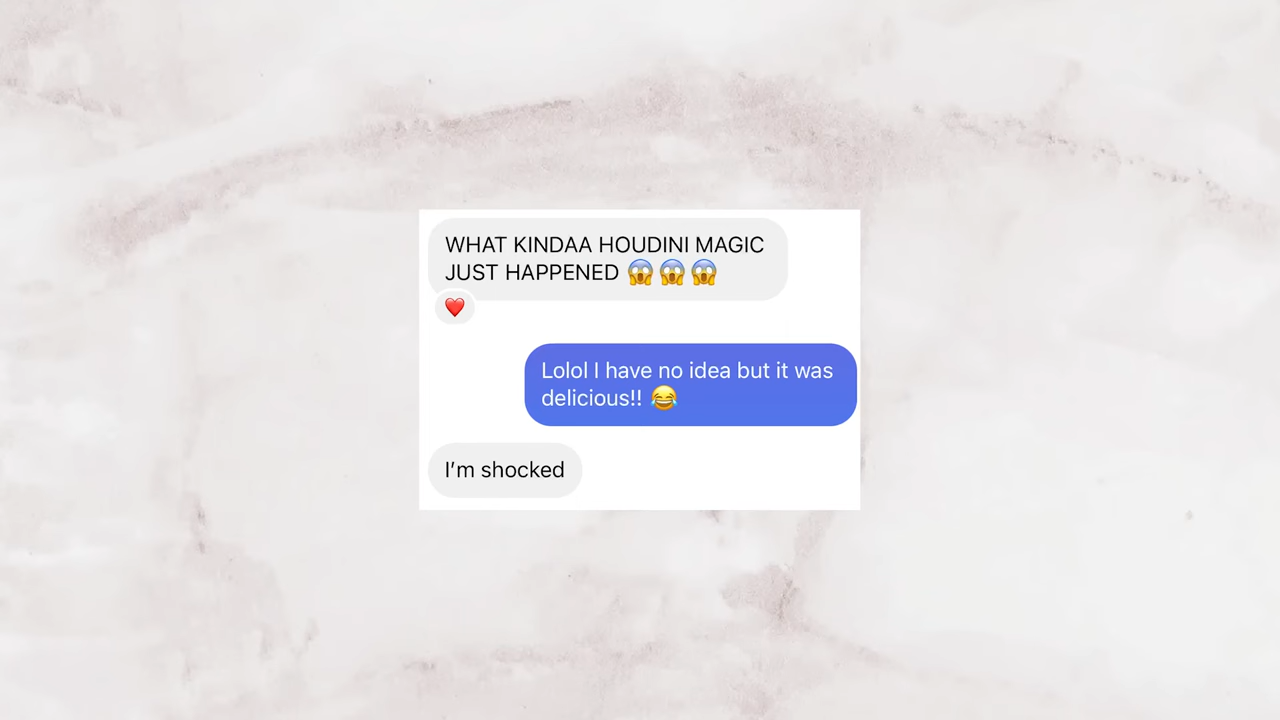 WHAT KINDAA HOUDINI MAGIC
JUST HAPPENED 😱😱😱
❤️
Lolol I have no idea but it was
delicious!! 😂
I’m shocked